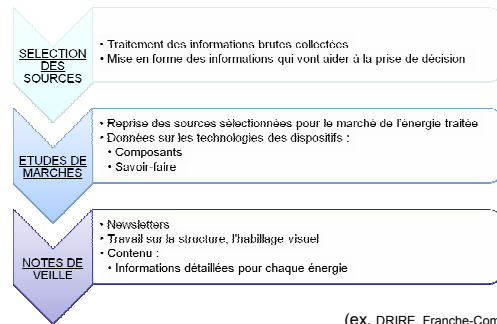 SELECTION
DES
SOURCES
• Traitement des informations brutes collectées
• Mise en forme des informations qui vont aider à la prise de décision
ETUDES DE
MARCHES
• Reprise des sources sélectionnées pour le marché de l'énergie traitée
• Données sur les technologies des dispositifs :
• Composants
• Savoir-faire
NOTES DE
VEILLE
• Newsletters
• Travail sur la structure, l'habillage visuel
• Contenu :
• Informations détaillées pour chaque énergie
(ex. DRIRE, Franche-Com